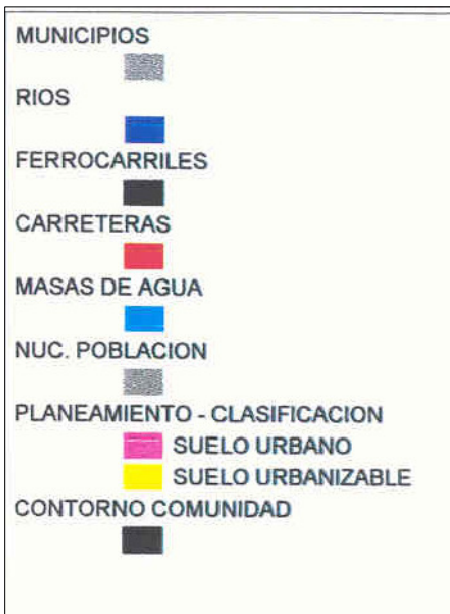 MUNICIPIOS
RIOS
FERROCARRILES
CARRETERAS
MASAS DE AGUA
NUC. POBLACION
PLANEAMIENTO - CLASIFICACION
SUELO URBANO
SUELO URBANIZABLE
CONTORNO COMUNIDAD